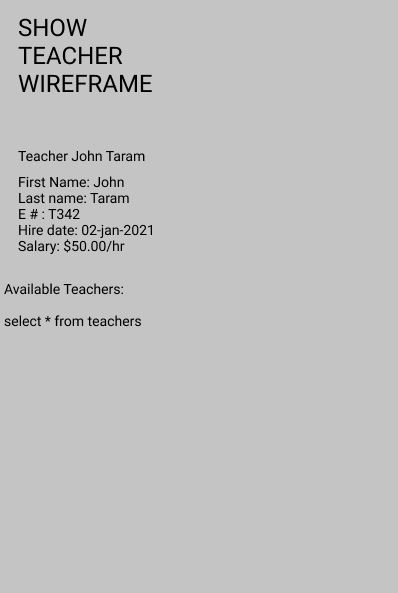 SHOW
TEACHER
WIREFRAME
Teacher John Taram
First Name: John
Last name: Taram
E # : T342
Hire date: 02-jan-2021
Salary: $50.00/hr
Available Teachers:
select * from teachers